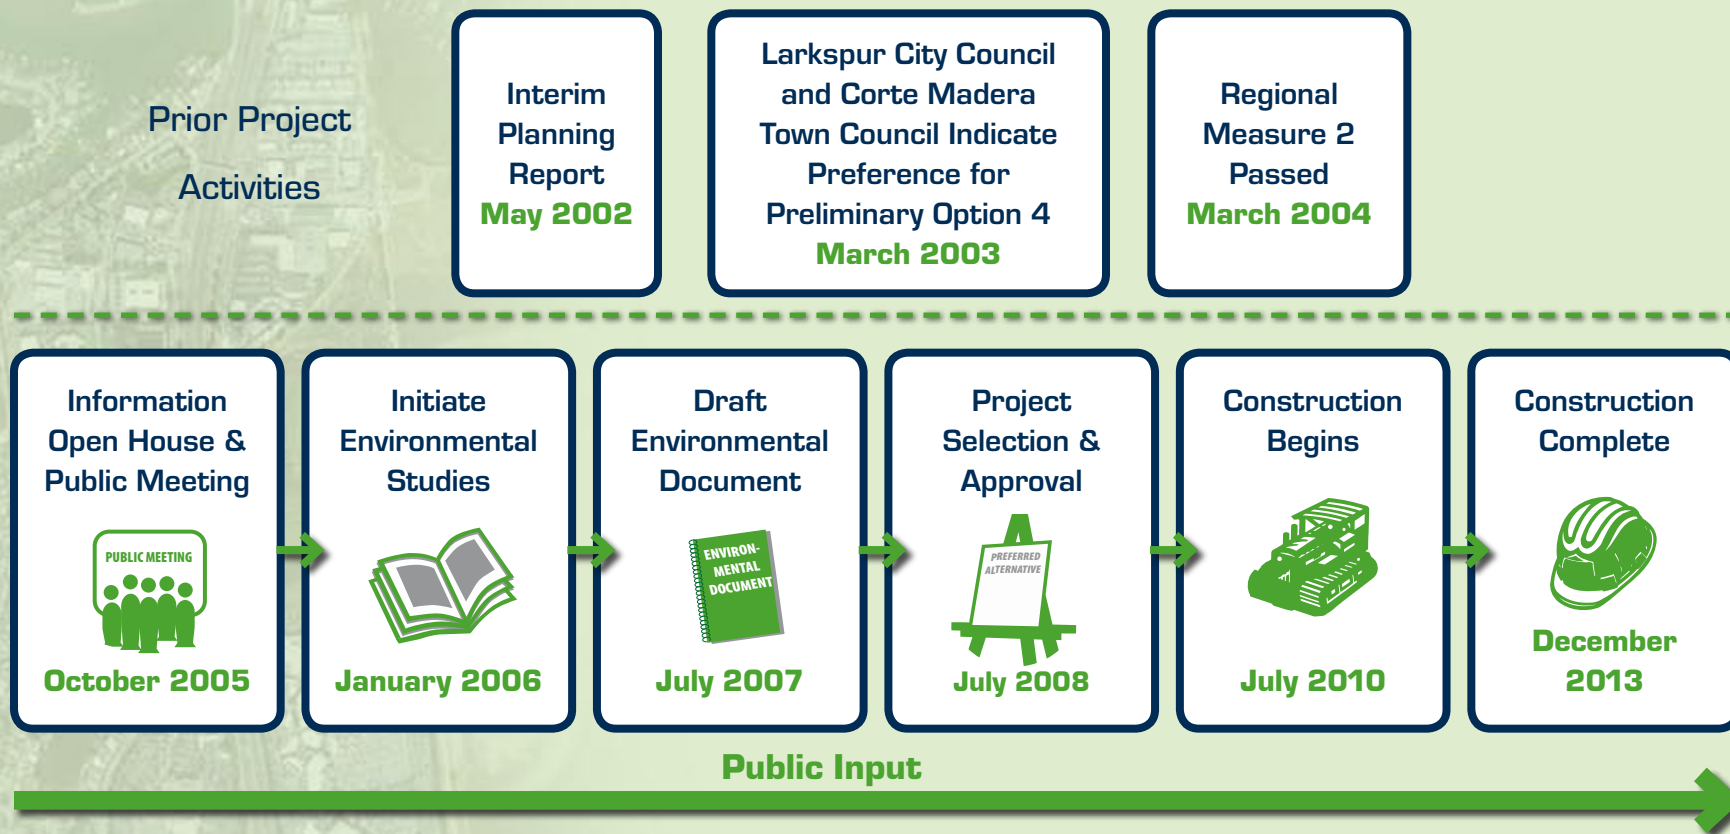 Prior Project
Activities
Interim
Planning
Report
May 2002
Larkspur City Council
and Corte Madera
Town Council Indicate
Preference for
Preliminary Option 4
March 2003
Regional
Measure 2
Passed
March 2004
Information
Open House &
Public Meeting
PUBLIC MEETING
October 2005
Initiate
Environmental
Studies
January 2006
Draft
Environmental
Document
ENVIRON-
MENTAL
DOCUMENT
July 2007
Project
Selection &
Approval
PREFERRED
ALTERNATIVE
July 2008
Construction
Begins
July 2010
Construction
Complete
December
2013
Public Input